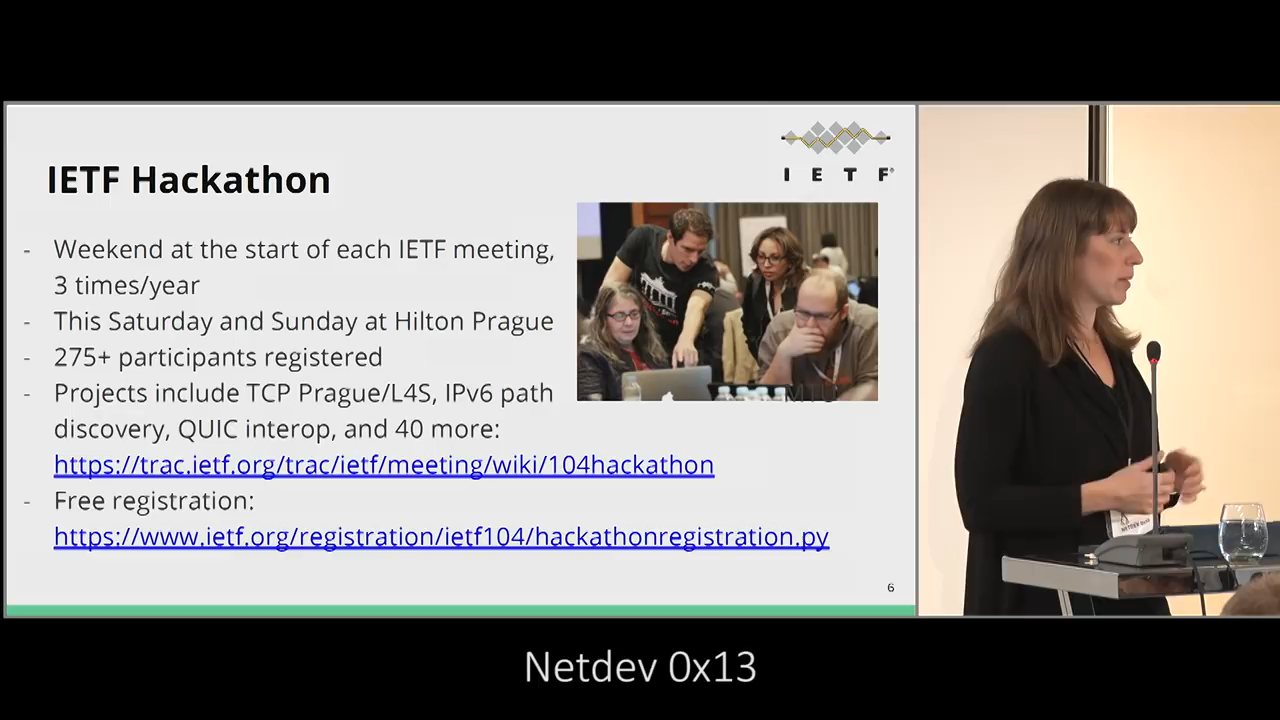 I E T F
IETF Hackathon
- Weekend at the start of each IETF meeting,
3 times/year
- This Saturday and Sunday at Hilton Prague
- 275+ participants registered
- Projects include TCP Prague/L4S, IPv6 path MTU
discovery, QUIC interop, and 40 more:
https://trac.ietf.org/trac/ietf/meeting/wiki/104hackathon
- Free registration:
https://www.ietf.org/registration/ietf104/hackathonregistration.py
6
NETDEV
Netdev 0x13